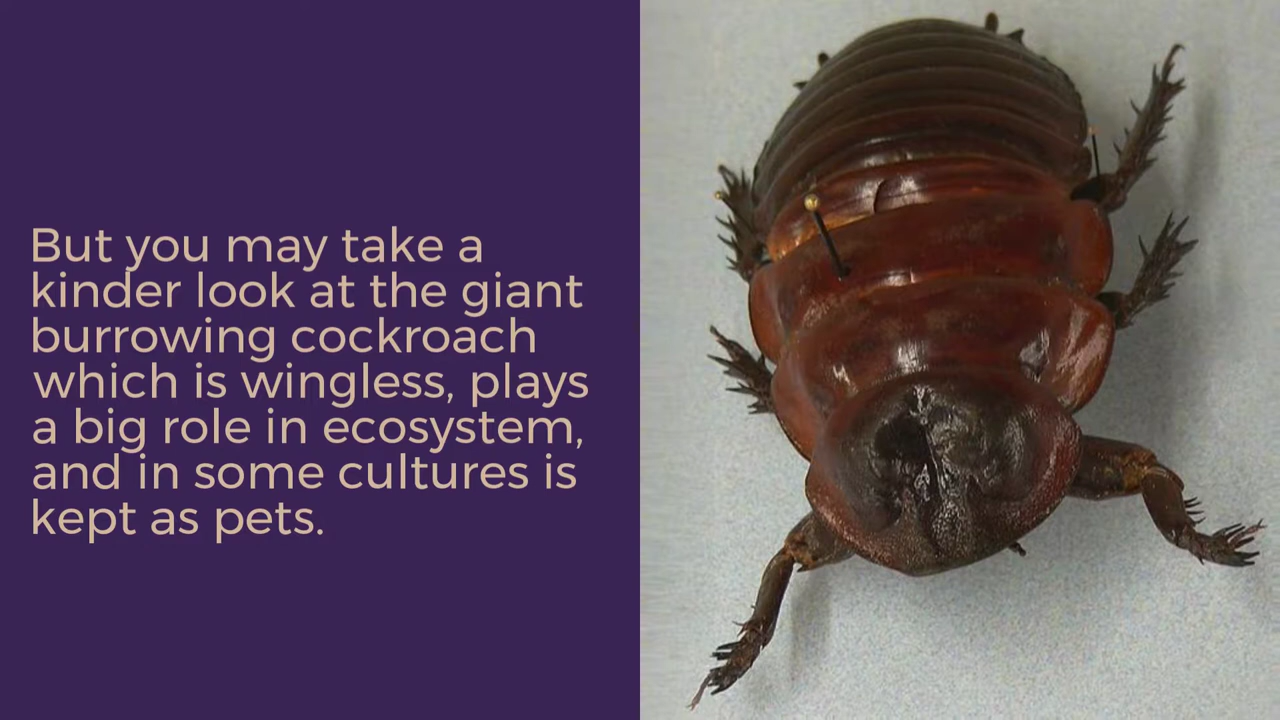 But you may take a
kinder look at the giant
burrowing cockroach
which is wingless, plays
a big role in ecosystem,
and in some cultures is
kept as pets.